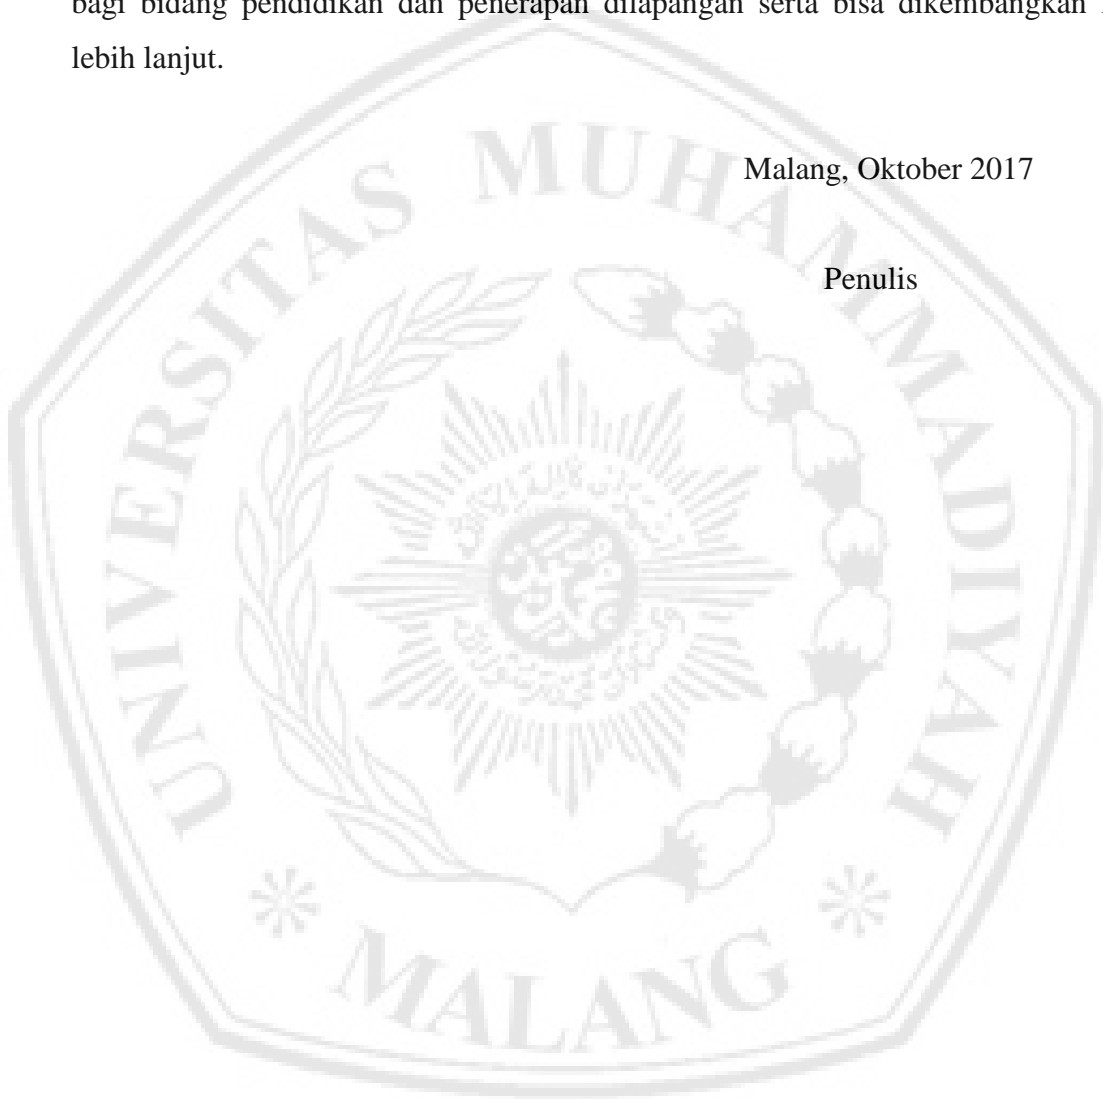 bagi bidang pendidikan dan penerapan dilapangan serta bisa dikembangkan
lebih lanjut.
Malang, Oktober 2017
Penulis
UNIVERSITAS MUHAMMADIYAH
MALANG